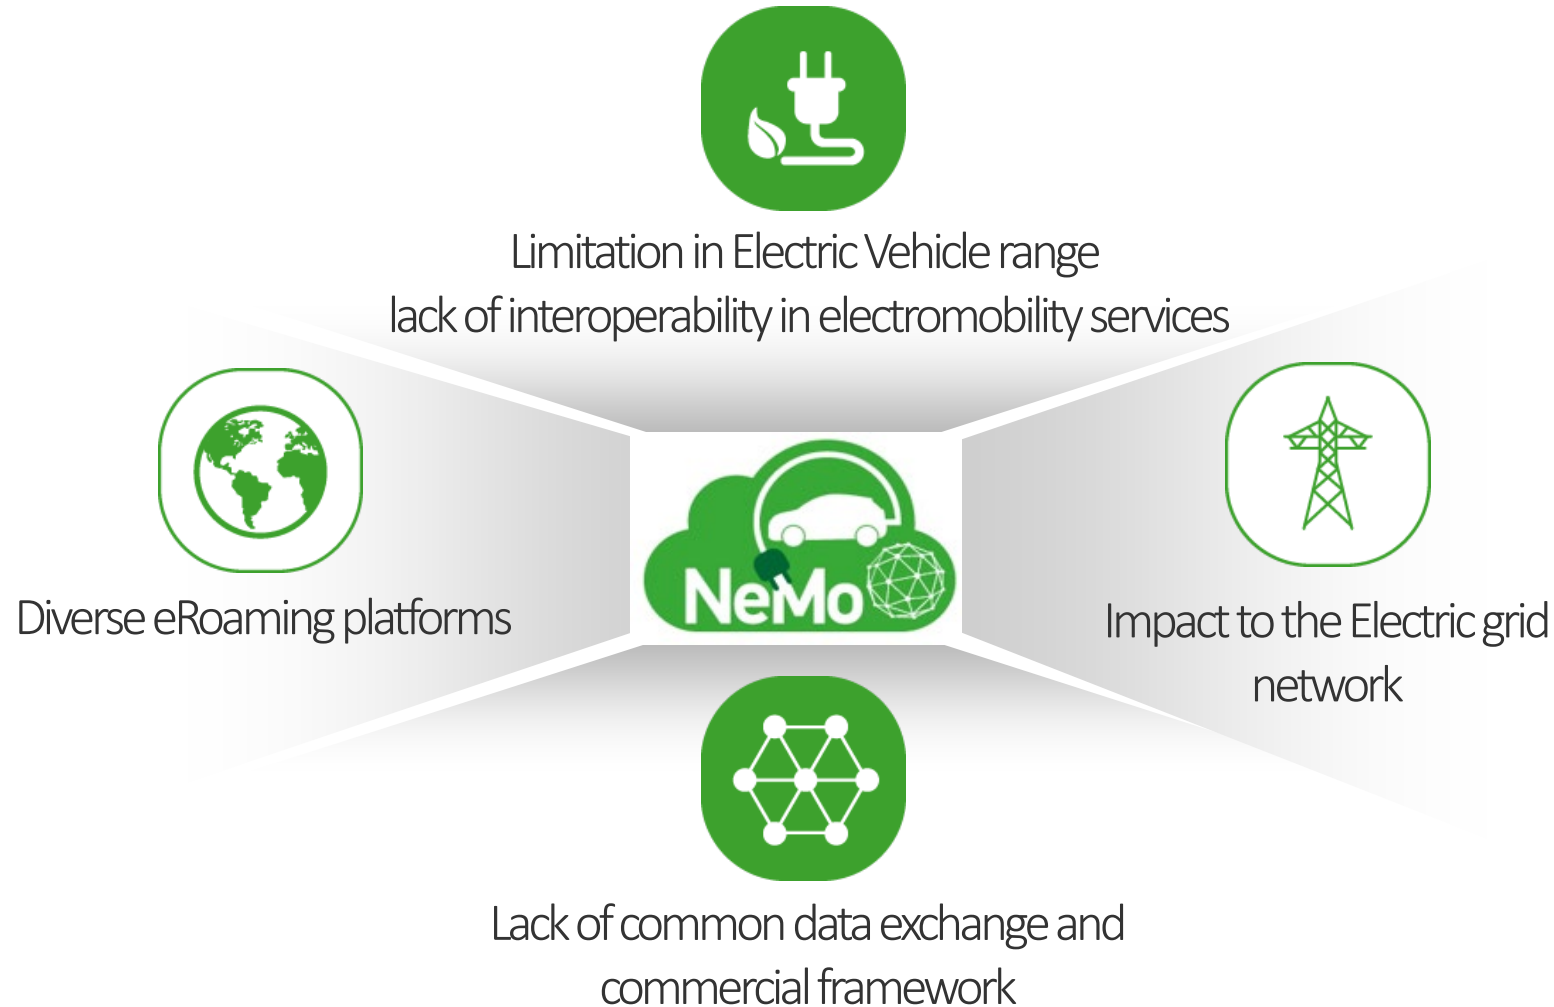 Limitation in Electric Vehicle range
lack of interoperability in electromobility services
NeMo
Diverse eRoaming platforms
Impact to the Electric grid
network
Lack of common data exchange and
commercial framework